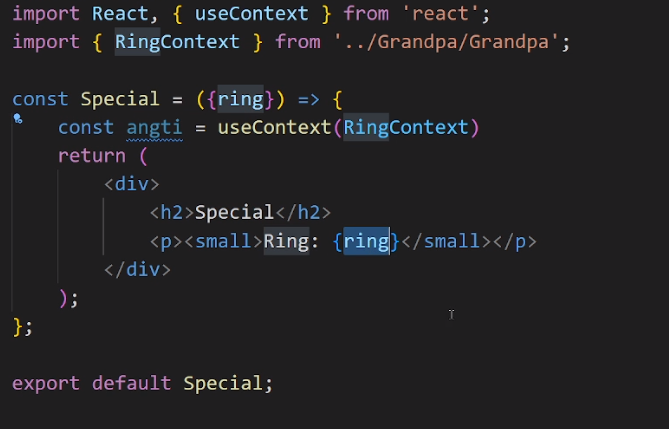 import React, { useContext } from 'react';
import { RingContext } from '../Grandpa/Grandpa';
const Special = ({ring}) => {
const angti = useContext(RingContext)
return (
<div>
<h2>Special</h2>
<p><small>Ring: {ring}</small></p>
</div>
);
};
export default Special;